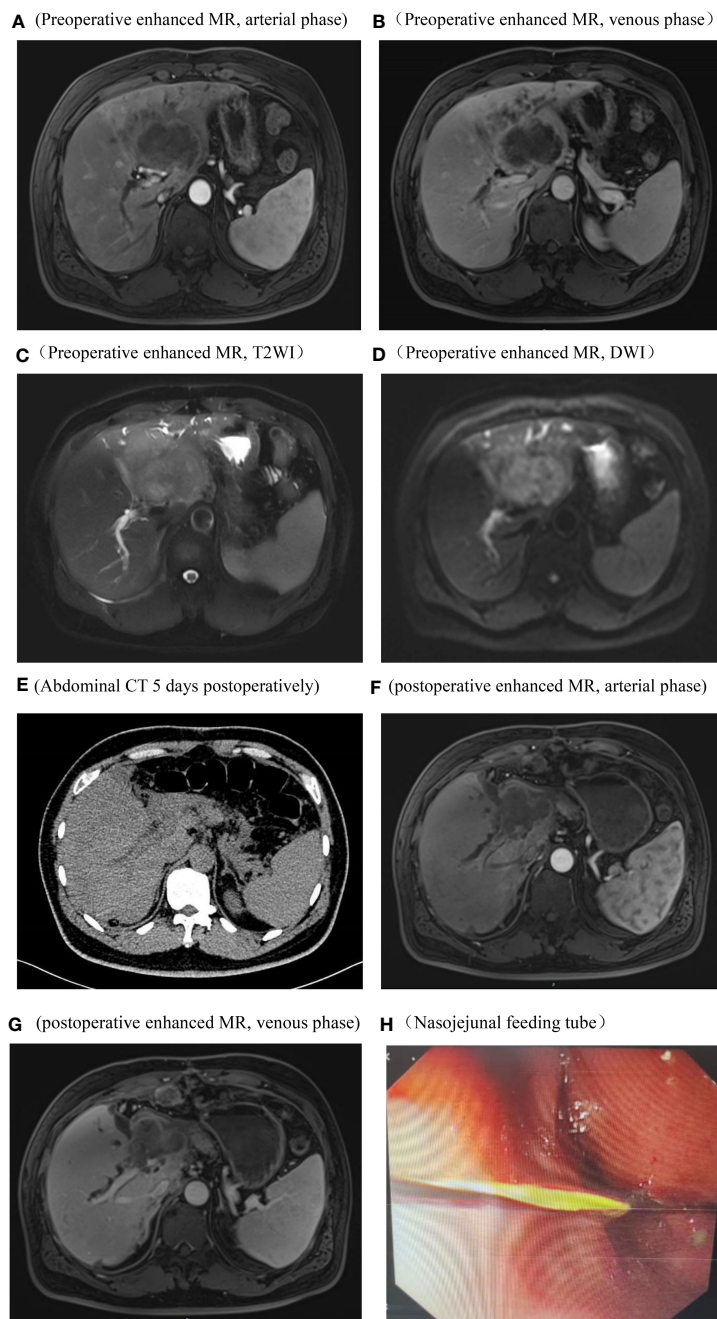 A (Preoperative enhanced MR, arterial phase)
B （Preoperative enhanced MR, venous phase）
C （Preoperative enhanced MR, T2WI）
D （Preoperative enhanced MR, DWI）
E (Abdominal CT 5 days postoperatively)
F (postoperative enhanced MR, arterial phase)
G (postoperative enhanced MR, venous phase)
H （Nasojejunal feeding tube）